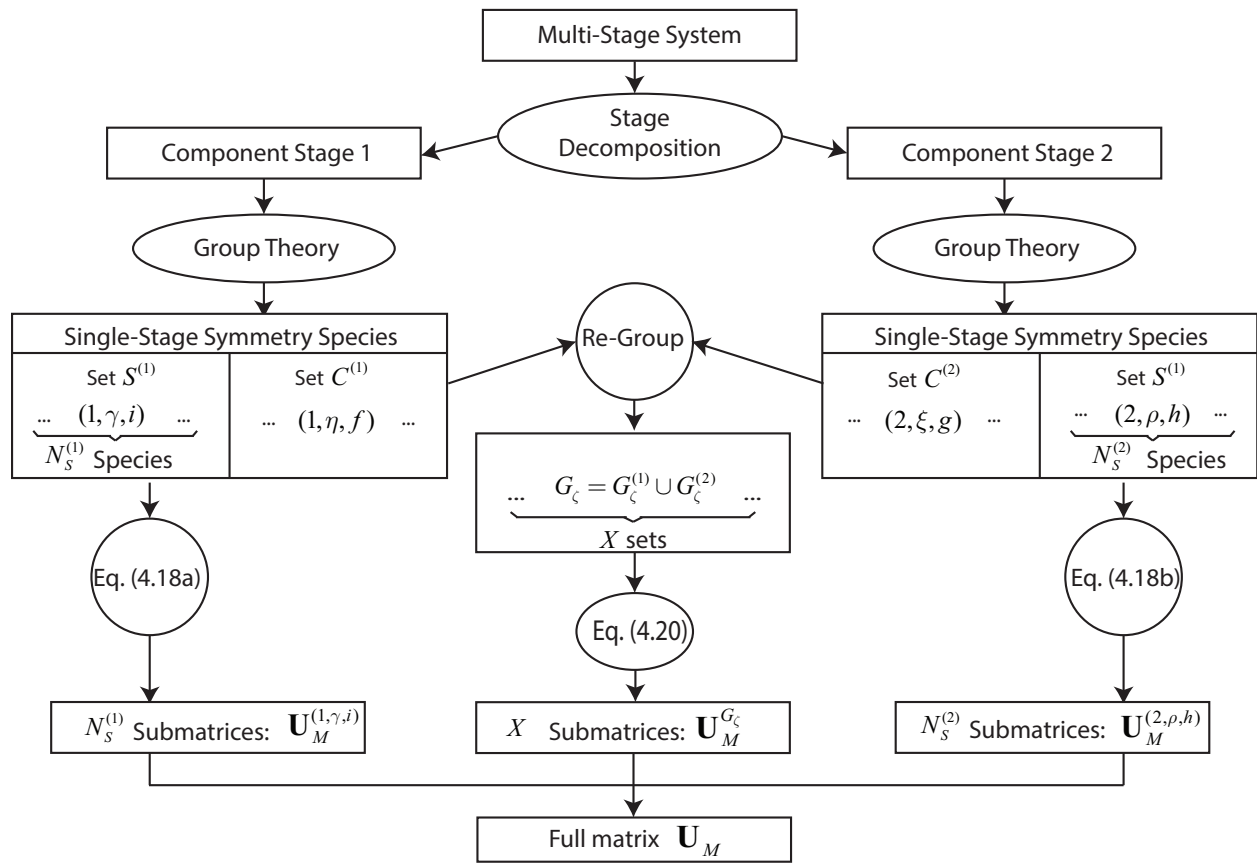 Multi-Stage System
Stage
Decomposition
Component Stage 1
Component Stage 2
Group Theory
Group Theory
Single-Stage Symmetry Species
Set S^(1)
Set C^(1)
... (1,γ,i) ...
... (1,η,f) ...
N_S^(1) Species
Re-Group
Single-Stage Symmetry Species
Set C^(2)
Set S^(1)
... (2,ξ,g) ...
... (2,ρ,h) ...
N_S^(2) Species
... G_ζ = G_ζ^(1) ∪ G_ζ^(2) ...
X sets
Eq. (4.18a)
Eq. (4.20)
Eq. (4.18b)
N_S^(1) Submatrices: U_M^(1,γ,i)
X Submatrices: U_M^G_ζ
N_S^(2) Submatrices: U_M^(2,ρ,h)
Full matrix U_M